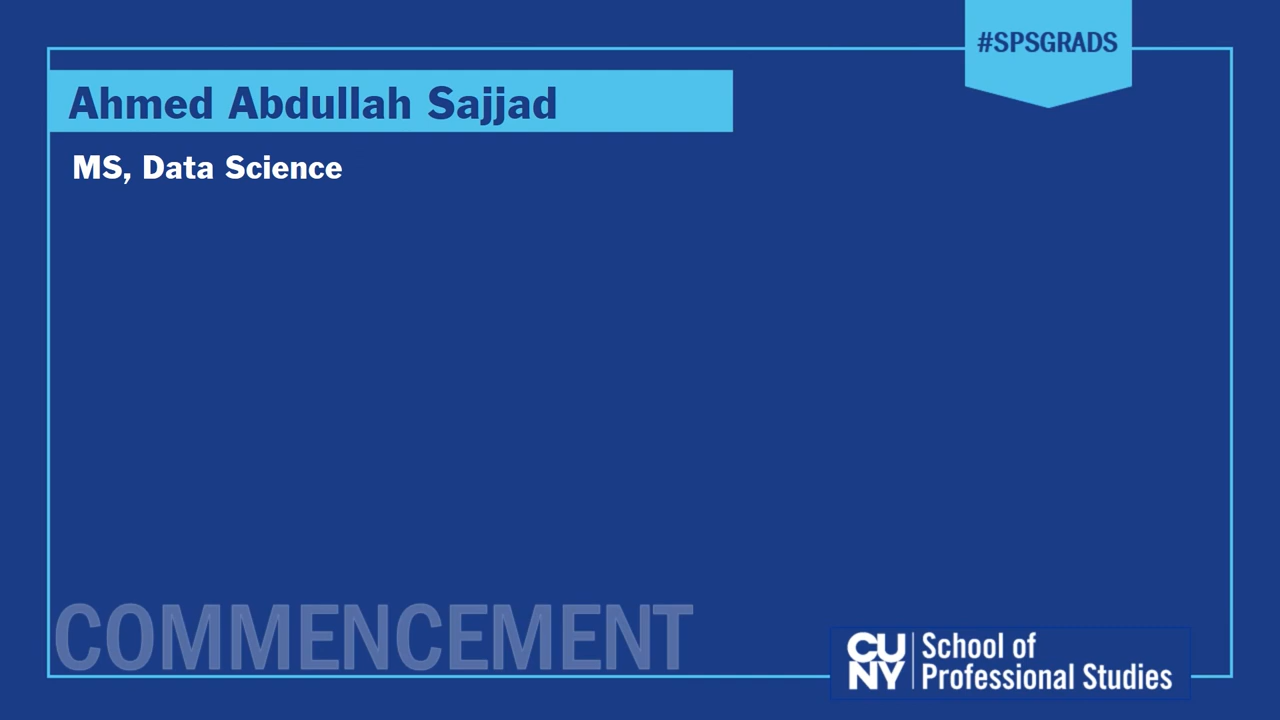 #SPSGRADS
Ahmed Abdullah Sajjad
MS, Data Science
COMMENCEMENT
CU
NY
School of
Professional Studies